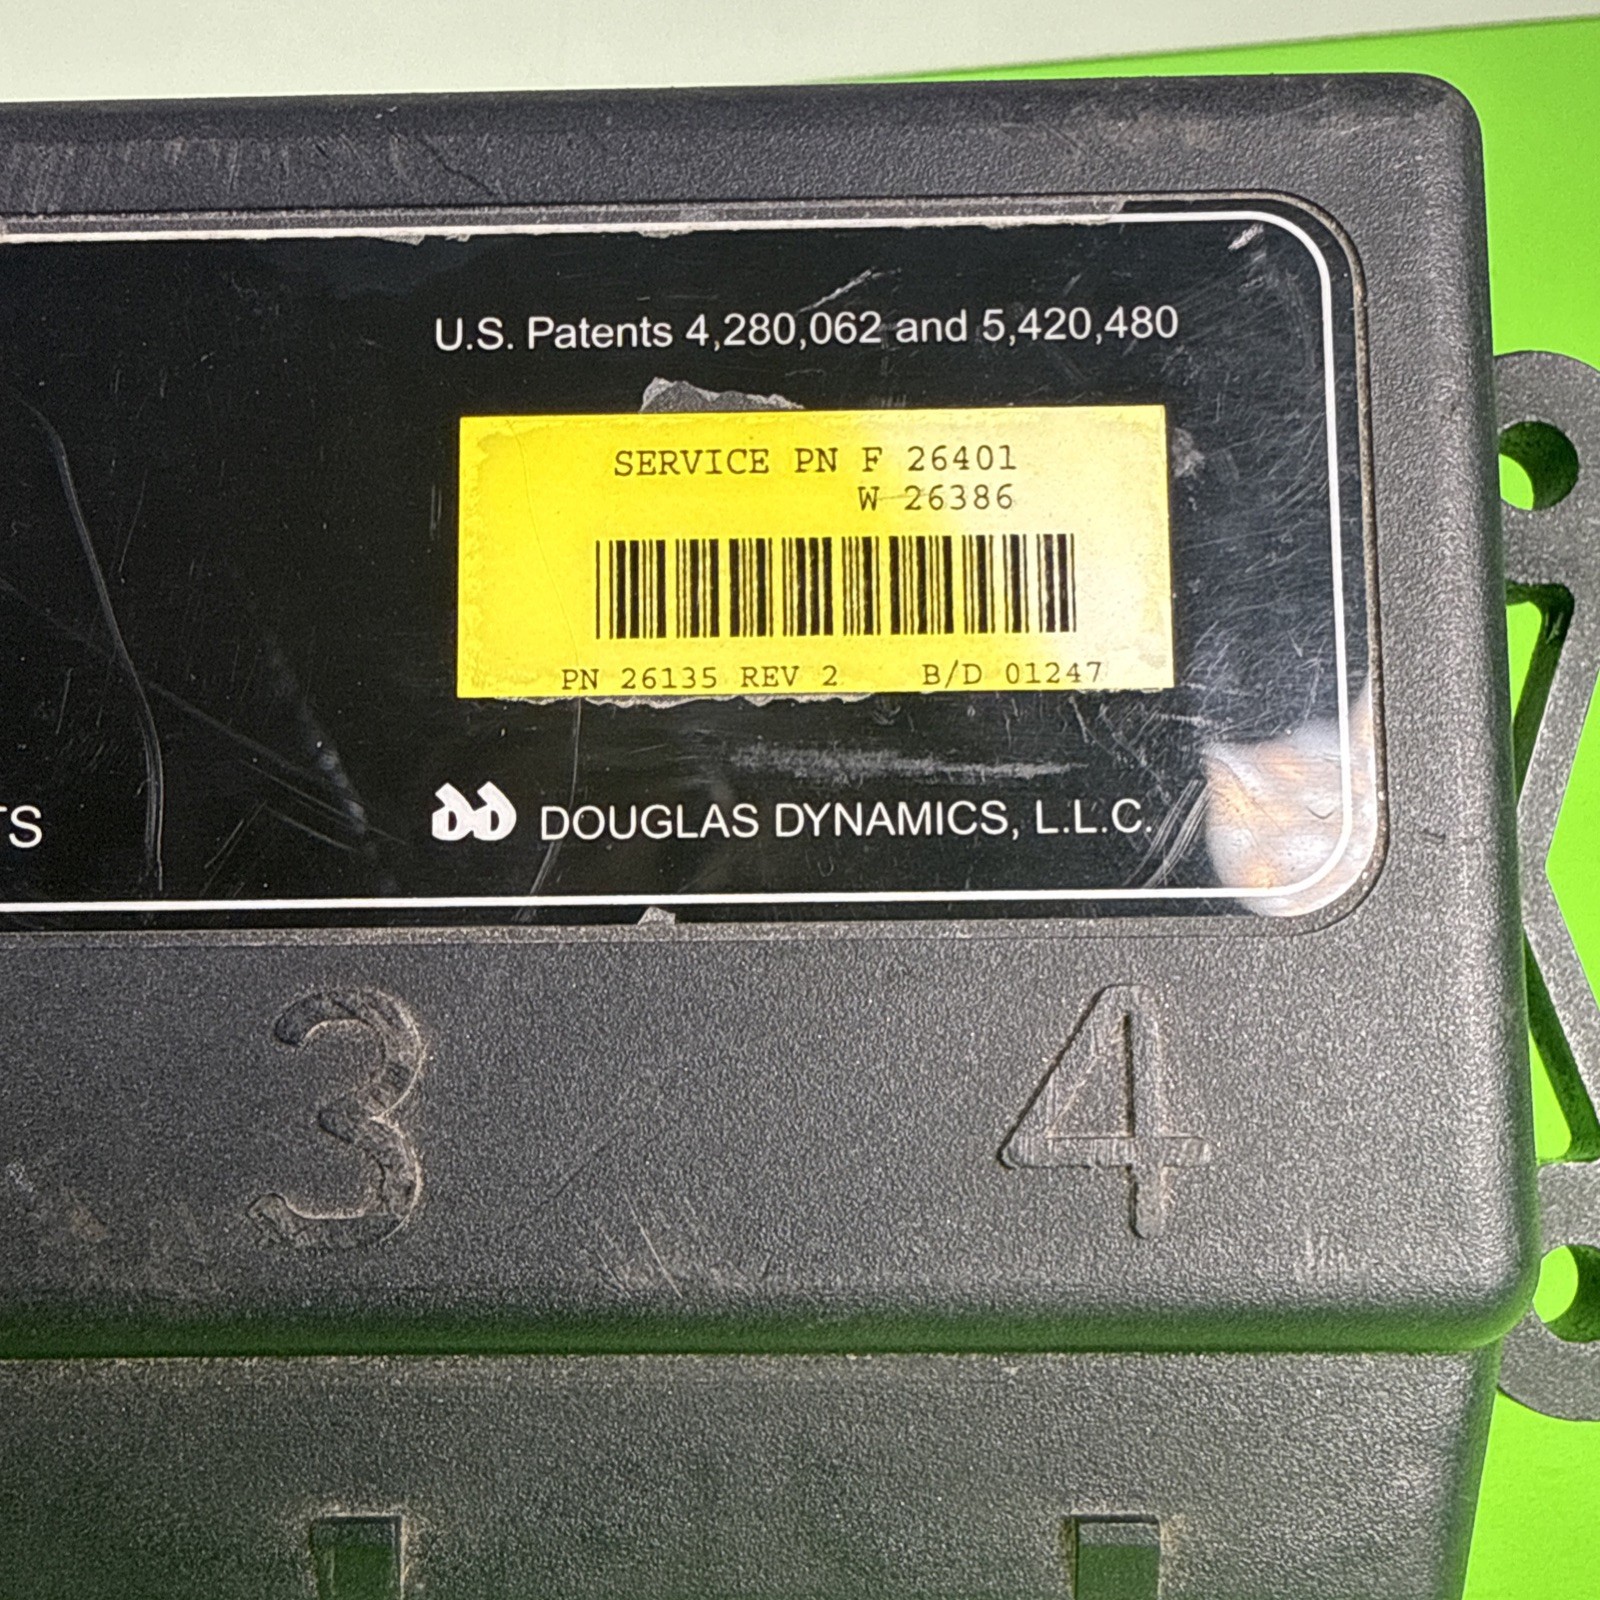 U.S. Patents 4,280,062 and 5,420,480
SERVICE PN F 26401
W 26386
PN 26135 REV 2 B/D 01247
TS
DOUGLAS DYNAMICS, L.L.C.
3 4